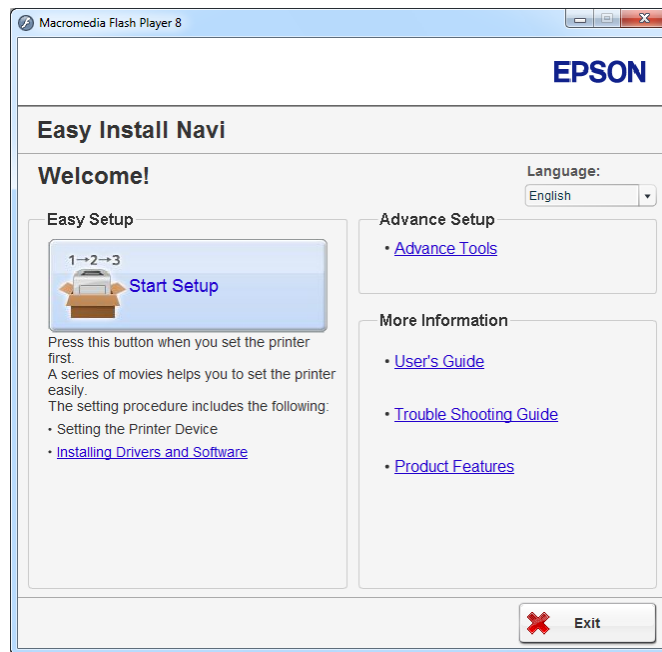 Macromedia Flash Player 8
EPSON
Easy Install Navi
Welcome!
Language:
English
Easy Setup
1→2→3
Start Setup
Press this button when you set the printer
first.
A series of movies helps you to set the printer
easily.
The setting procedure includes the following:
• Setting the Printer Device
• Installing Drivers and Software
Advance Setup
• Advance Tools
More Information
• User's Guide
• Trouble Shooting Guide
• Product Features
Exit